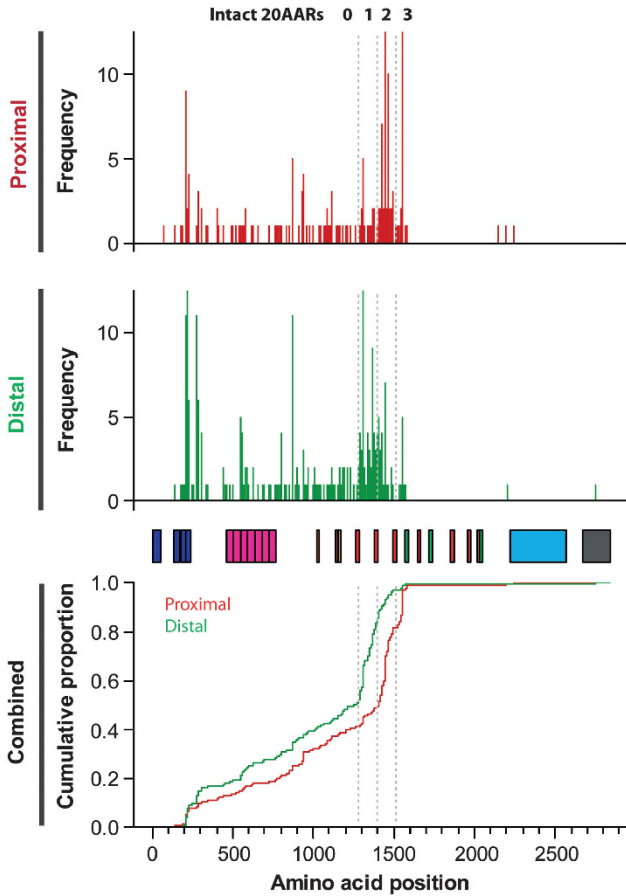 Intact 20AARs 0 1 2 3
Proximal
Frequency
10
5
0
Distal
Frequency
10
5
0
Combined
Cumulative proportion
1.0
0.8
0.6
0.4
0.2
0.0
Proximal
Distal
0 500 1000 1500 2000 2500
Amino acid position